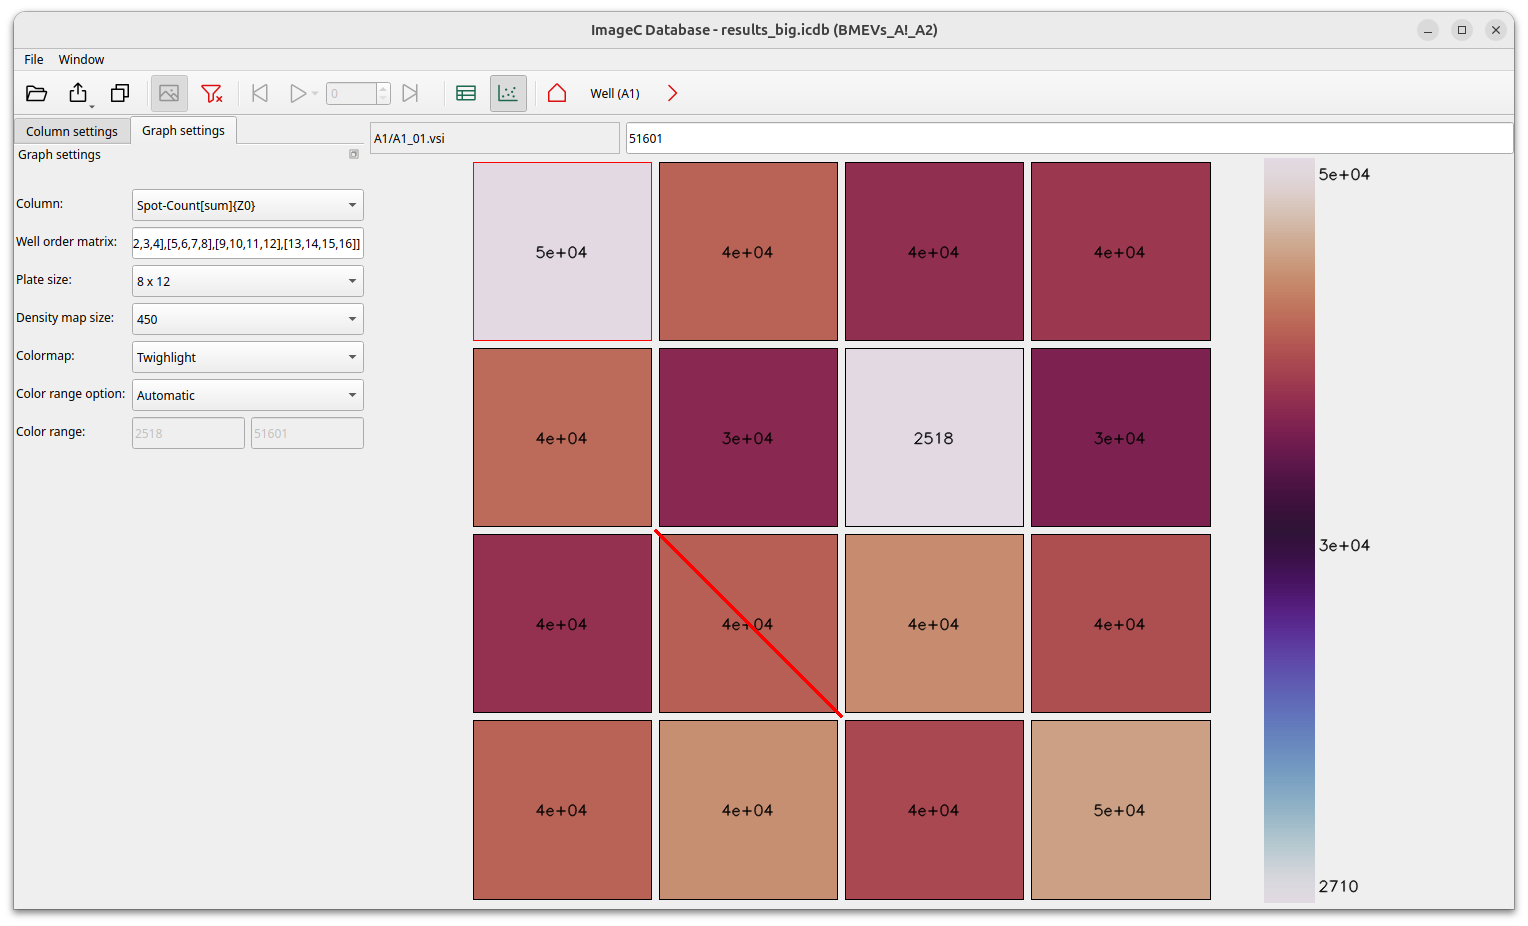 ImageC Database - results_big.icdb (BMEVs_A!_A2)
File Window
0 Well (A1)
Column settings Graph settings
A1/A1_01.vsi 51601
Graph settings
Column: Spot-Count[sum]{Z0}
Well order matrix: 2,3,4],[5,6,7,8],[9,10,11,12],[13,14,15,16]]
Plate size: 8 x 12
Density map size: 450
Colormap: Twighlight
Color range option: Automatic
Color range: 2518 51601
5e+04 4e+04 4e+04 4e+04
4e+04 3e+04 2518 3e+04
4e+04 4e+04 4e+04 4e+04
4e+04 4e+04 4e+04 5e+04
5e+04
3e+04
2710